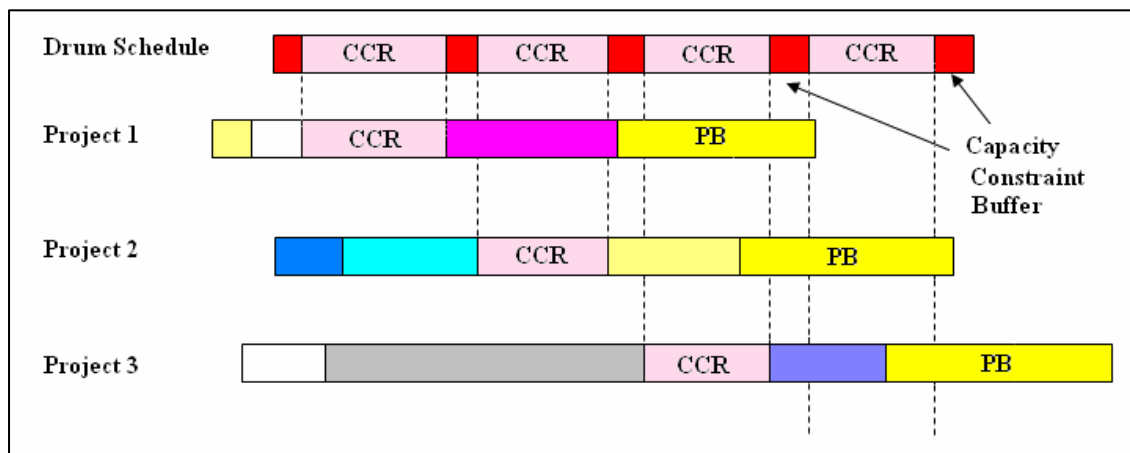 Drum Schedule
CCR CCR CCR CCR
Project 1
CCR PB
Capacity
Constraint
Buffer
Project 2
CCR PB
Project 3
CCR PB